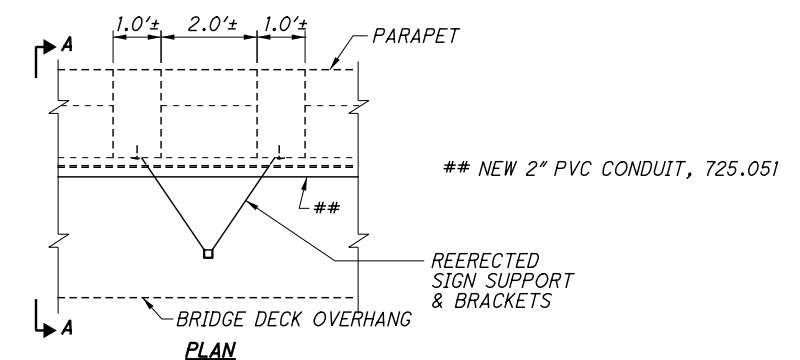 1.0'± 2.0'± 1.0'±
A
PARAPET
## NEW 2" PVC CONDUIT, 725.051
##
REERECTED
SIGN SUPPORT
& BRACKETS
A
BRIDGE DECK OVERHANG
PLAN